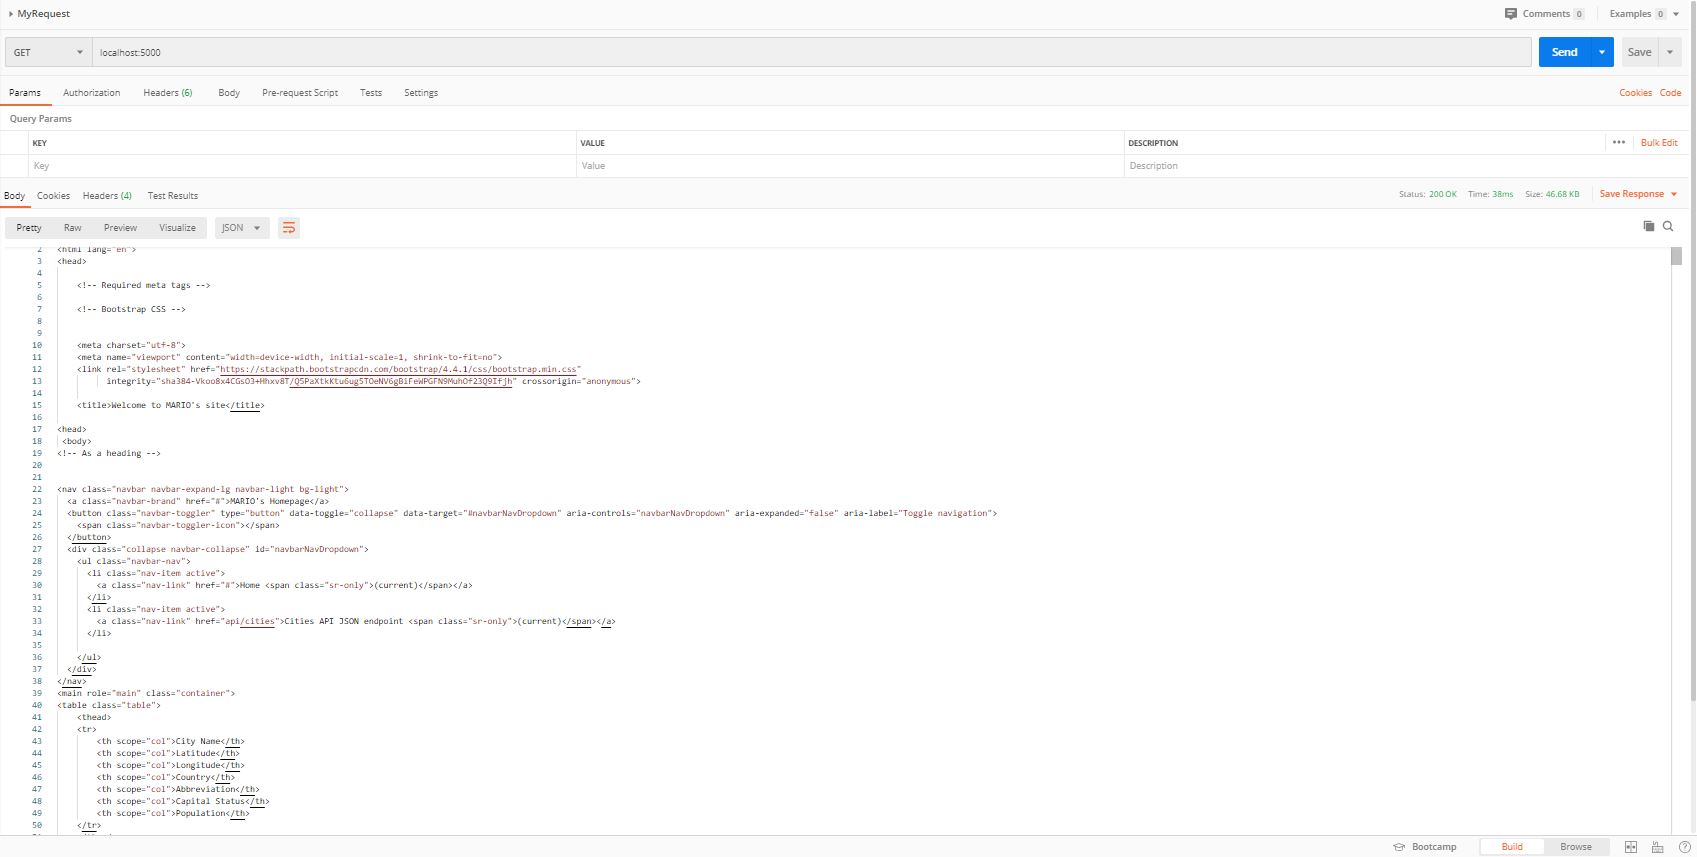 MyRequest
Comments 0 Examples 0
GET localhost:5000 Send Save
Params Authorization Headers (6) Body Pre-request Script Tests Settings Cookies Code
Query Params
KEY VALUE DESCRIPTION Bulk Edit
Key Value Description
Body Cookies Headers (4) Test Results Status: 200 OK Time: 38ms Size: 46.68 KB Save Response
Pretty Raw Preview Visualize JSON
2 <html lang="en">
3 <head>
4
5 <!-- Required meta tags -->
6
7 <!-- Bootstrap CSS -->
8
9
10 <meta charset="utf-8">
11 <meta name="viewport" content="width=device-width, initial-scale=1, shrink-to-fit=no">
12 <link rel="stylesheet" href="https://stackpath.bootstrapcdn.com/bootstrap/4.4.1/css/bootstrap.min.css"
13 integrity="sha384-Vkoo8x4CGsO3+Hhxv8T/Q5PaXtkKtu6ug5TOeNV6gBiFeWPGFN9MuhOf23Q9Ifjh" crossorigin="anonymous">
14
15 <title>Welcome to MARIO's site</title>
16
17 <head>
18 <body>
19 <!-- As a heading -->
20
21
22 <nav class="navbar navbar-expand-lg navbar-light bg-light">
23 <a class="navbar-brand" href="#">MARIO's Homepage</a>
24 <button class="navbar-toggler" type="button" data-toggle="collapse" data-target="#navbarNavDropdown" aria-controls="navbarNavDropdown" aria-expanded="false" aria-label="Toggle navigation">
25 <span class="navbar-toggler-icon"></span>
26 </button>
27 <div class="collapse navbar-collapse" id="navbarNavDropdown">
28 <ul class="navbar-nav">
29 <li class="nav-item active">
30 <a class="nav-link" href="#">Home <span class="sr-only">(current)</span></a>
31 </li>
32 <li class="nav-item active">
33 <a class="nav-link" href="api/cities">Cities API JSON endpoint <span class="sr-only">(current)</span></a>
34 </li>
35
36 </ul>
37 </div>
38 </nav>
39 <main role="main" class="container">
40 <table class="table">
41 <thead>
42 <tr>
43 <th scope="col">City Name</th>
44 <th scope="col">Latitude</th>
45 <th scope="col">Longitude</th>
46 <th scope="col">Country</th>
47 <th scope="col">Abbreviation</th>
48 <th scope="col">Capital Status</th>
49 <th scope="col">Population</th>
50 </tr>
Bootcamp Build Browse